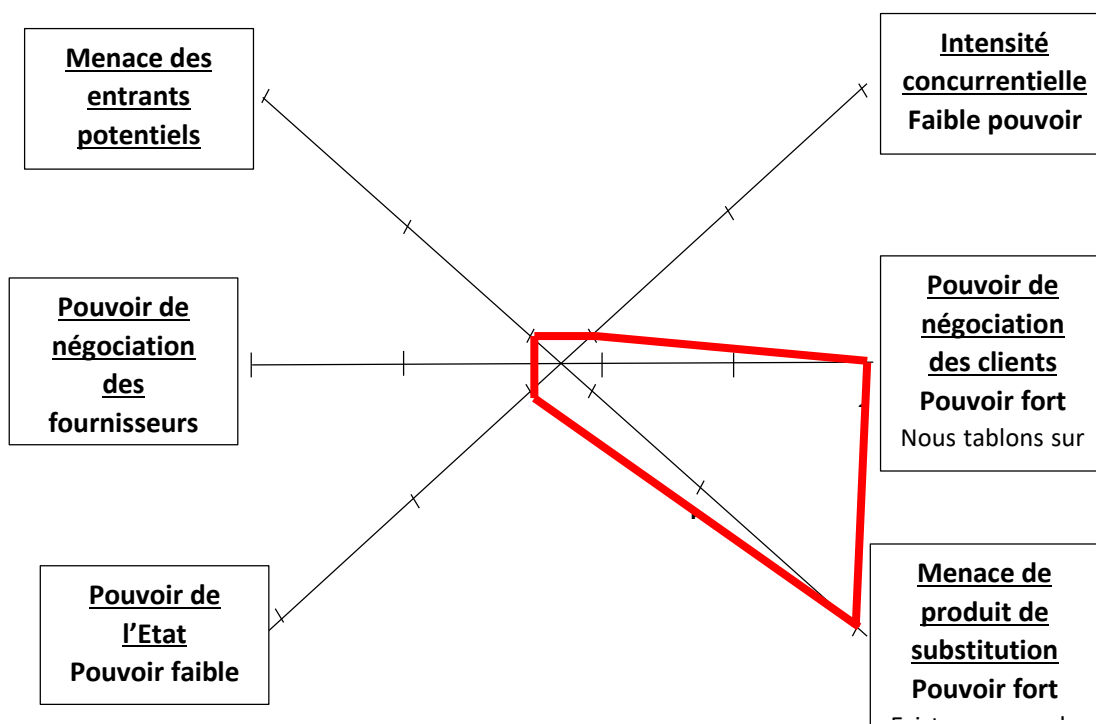 Menace des
entrants
potentiels
Intensité
concurrentielle
Faible pouvoir
Pouvoir de
négociation
des
fournisseurs
Pouvoir de
négociation
des clients
Pouvoir fort
Nous tablons sur
Pouvoir de
l’Etat
Pouvoir faible
Menace de
produit de
substitution
Pouvoir fort